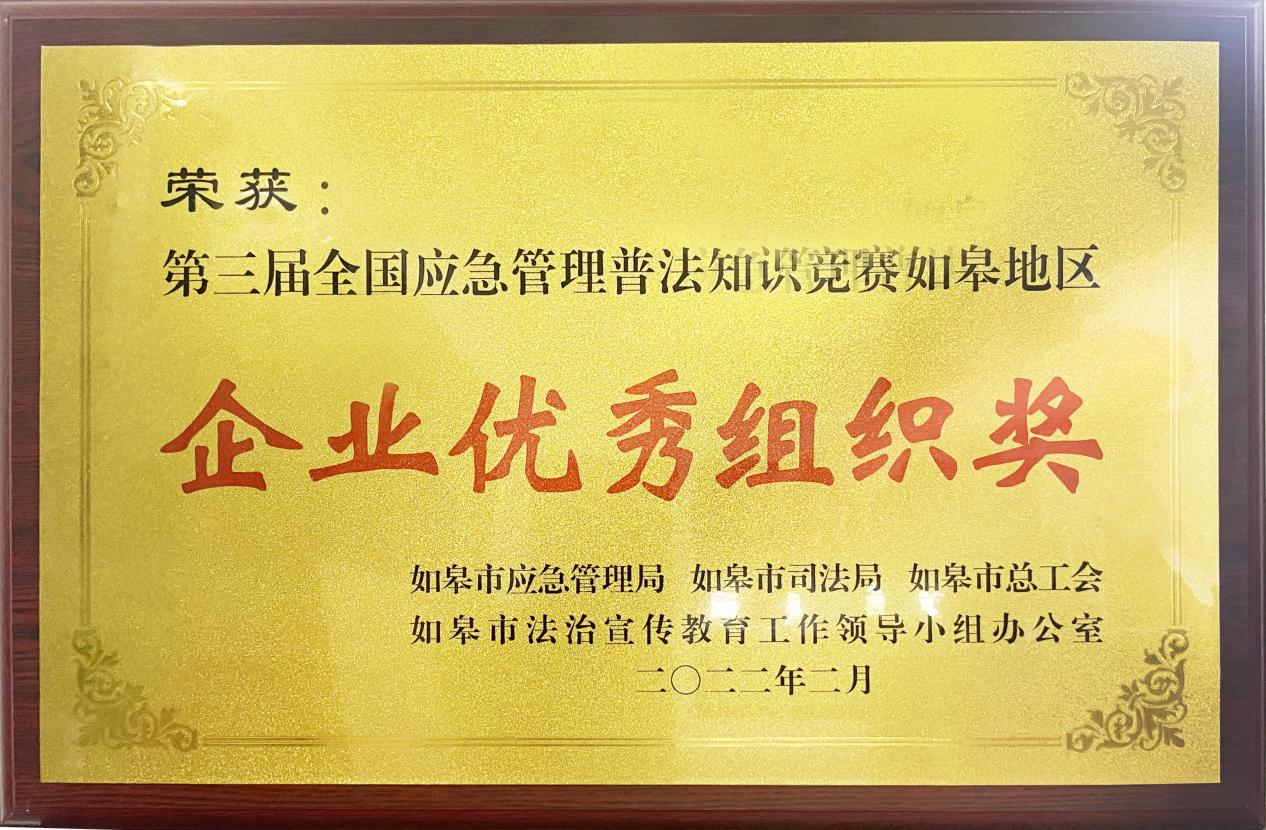 荣获：
第三届全国应急管理普法知识竞赛如皋地区
企业优秀组织奖
如皋市应急管理局 如皋市司法局 如皋市总工会
如皋市法治宣传教育工作领导小组办公室
二〇二二年二月